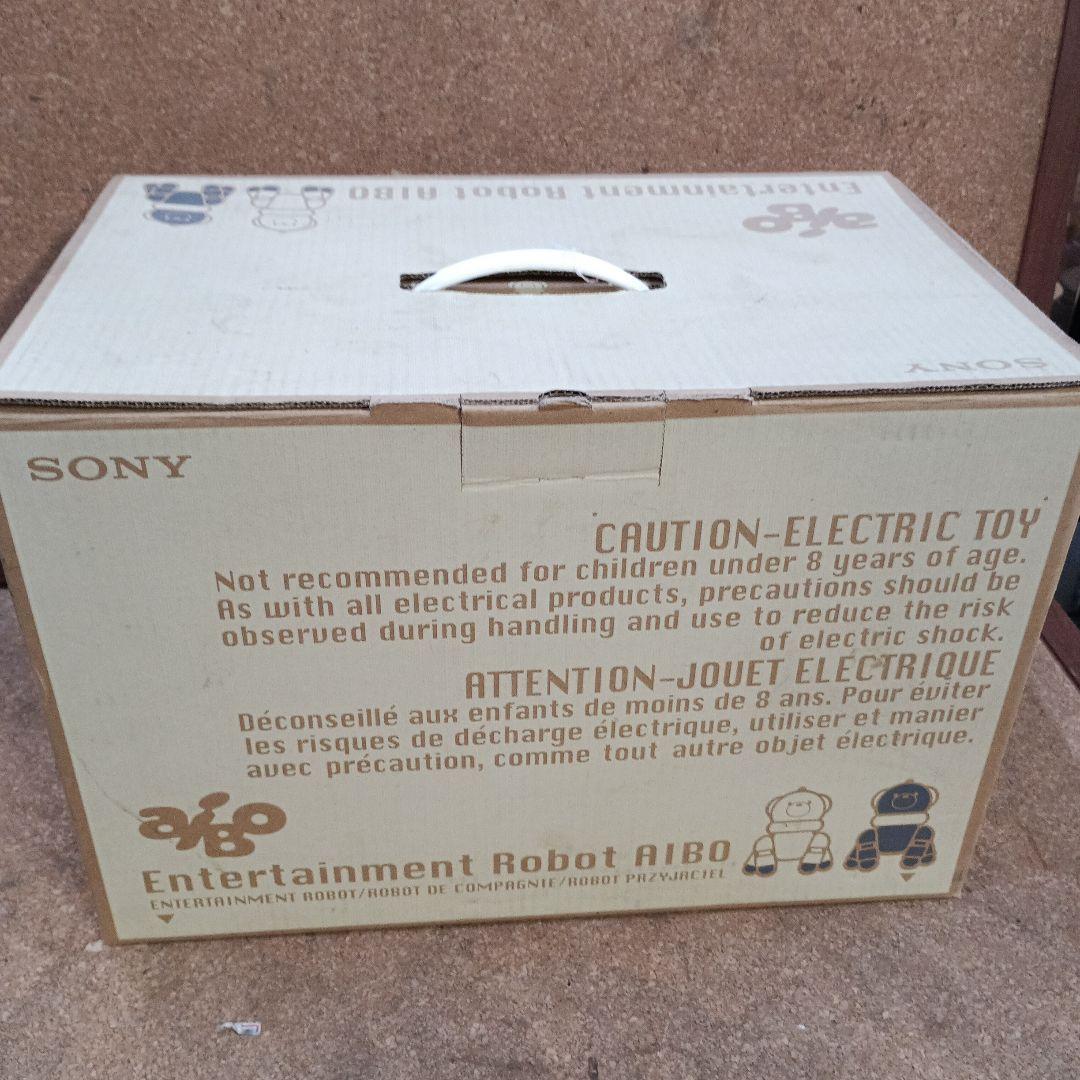 Entertainment Robot AIBO
aibo
SONY
SONY
CAUTION-ELECTRIC TOY
Not recommended for children under 8 years of age.
As with all electrical products, precautions should be
observed during handling and use to reduce the risk
of electric shock.
ATTENTION-JOUET ELÉCTRIQUE
Déconseillé aux enfants de moins de 8 ans. Pour éviter
les risques de décharge électrique, utiliser et manier
avec précaution, comme tout autre objet électrique.
aibo
Entertainment Robot AIBO
ENTERTAINMENT ROBOT/ROBOT DE COMPAGNIE/ROBOT PRZYJACIEL